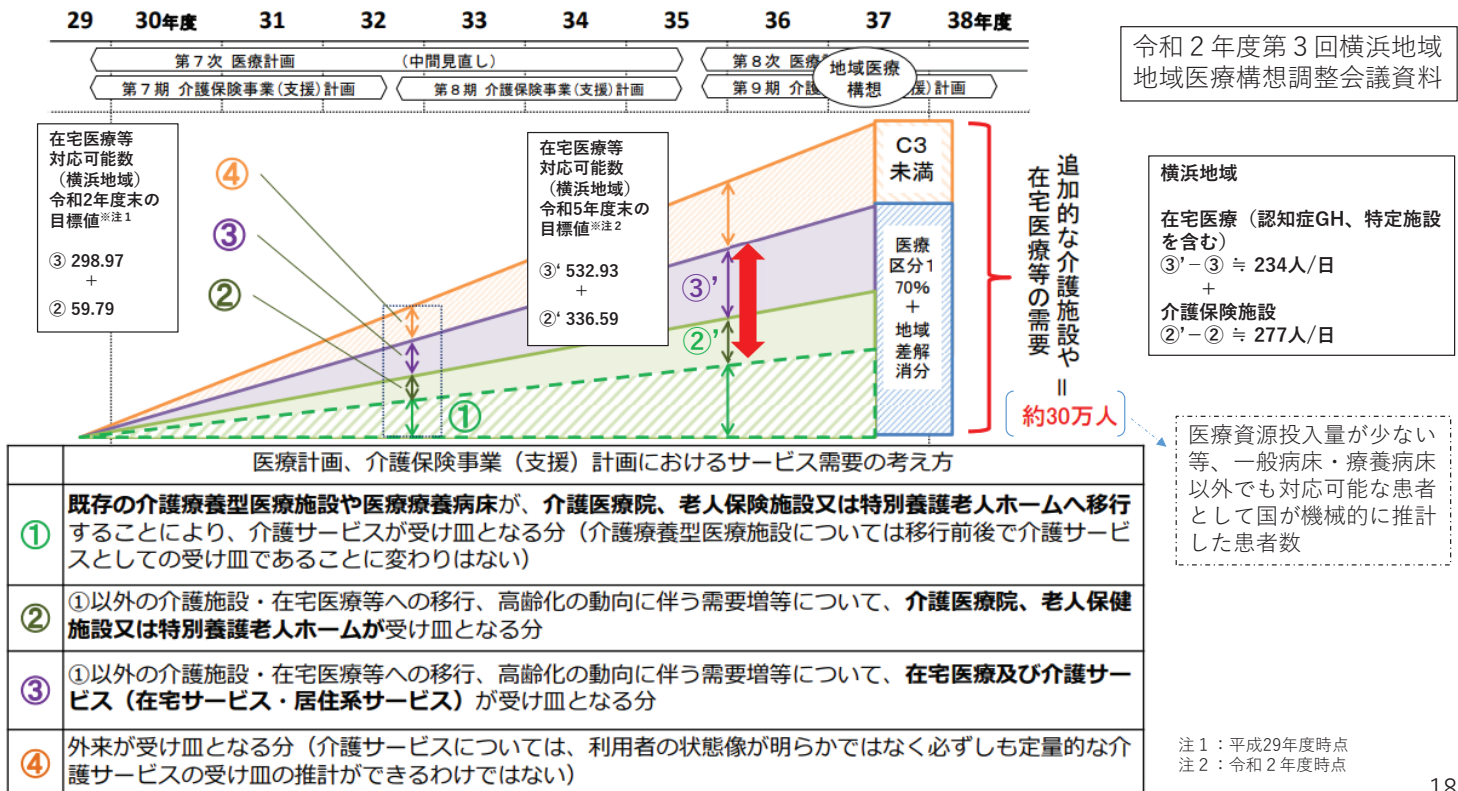 29 30年度 31 32 33 34 35 36 37 38年度
第7次 医療計画 (中間見直し)
第8次 医療
第7期 介護保険事業(支援)計画
第8期 介護保険事業(支援)計画
第9期 介護
援)計画
地域医療
構想
令和２年度第３回横浜地域
地域医療構想調整会議資料
在宅医療等
対応可能数
（横浜地域）
令和2年度末の
目標値※注１
③ 298.97
+
② 59.79
④
③
②
①
在宅医療等
対応可能数
（横浜地域）
令和5年度末の
目標値※注２
③‘ 532.93
+
②‘ 336.59
③’
②’
C3
未満
医療
区分1
70%
+
地域
差解
消分
追加的な介護施設や
在宅医療等の需要
＝
約30万人
横浜地域
在宅医療（認知症GH、特定施設
を含む）
③’−③ ≒ 234人/日
+
介護保険施設
②’−② ≒ 277人/日
医療資源投入量が少ない
等、一般病床・療養病床
以外でも対応可能な患者
として国が機械的に推計
した患者数
医療計画、介護保険事業（支援）計画におけるサービス需要の考え方
①
既存の介護療養型医療施設や医療療養病床が、介護医療院、老人保険施設又は特別養護老人ホームへ移行
することにより、介護サービスが受け皿となる分（介護療養型医療施設については移行前後で介護サービ
スとしての受け皿であることに変わりはない）
②
①以外の介護施設・在宅医療等への移行、高齢化の動向に伴う需要増等について、介護医療院、老人保健
施設又は特別養護老人ホームが受け皿となる分
③
①以外の介護施設・在宅医療等への移行、高齢化の動向に伴う需要増等について、在宅医療及び介護サー
ビス（在宅サービス・居住系サービス）が受け皿となる分
④
外来が受け皿となる分（介護サービスについては、利用者の状態像が明らかではなく必ずしも定量的な介
護サービスの受け皿の推計ができるわけではない）
注１：平成29年度時点
注２：令和２年度時点
18